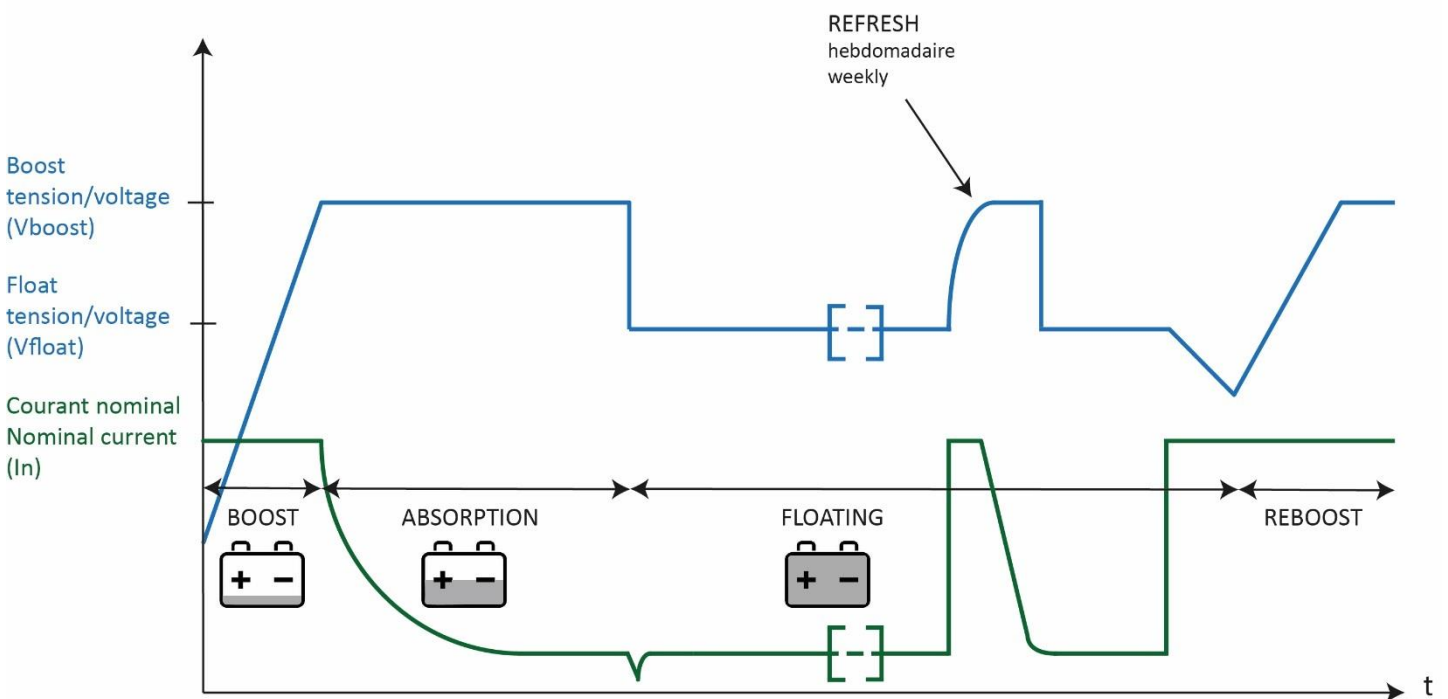 REFRESH
hebdomadaire
weekly
Boost
tension/voltage
(Vboost)
Float
tension/voltage
(Vfloat)
Courant nominal
Nominal current
(In)
BOOST
ABSORPTION
FLOATING
REBOOST
+ −
+ −
+ −
t